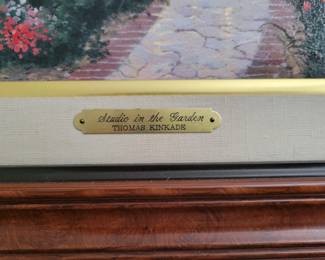 Studio in the Garden
THOMAS KINKADE